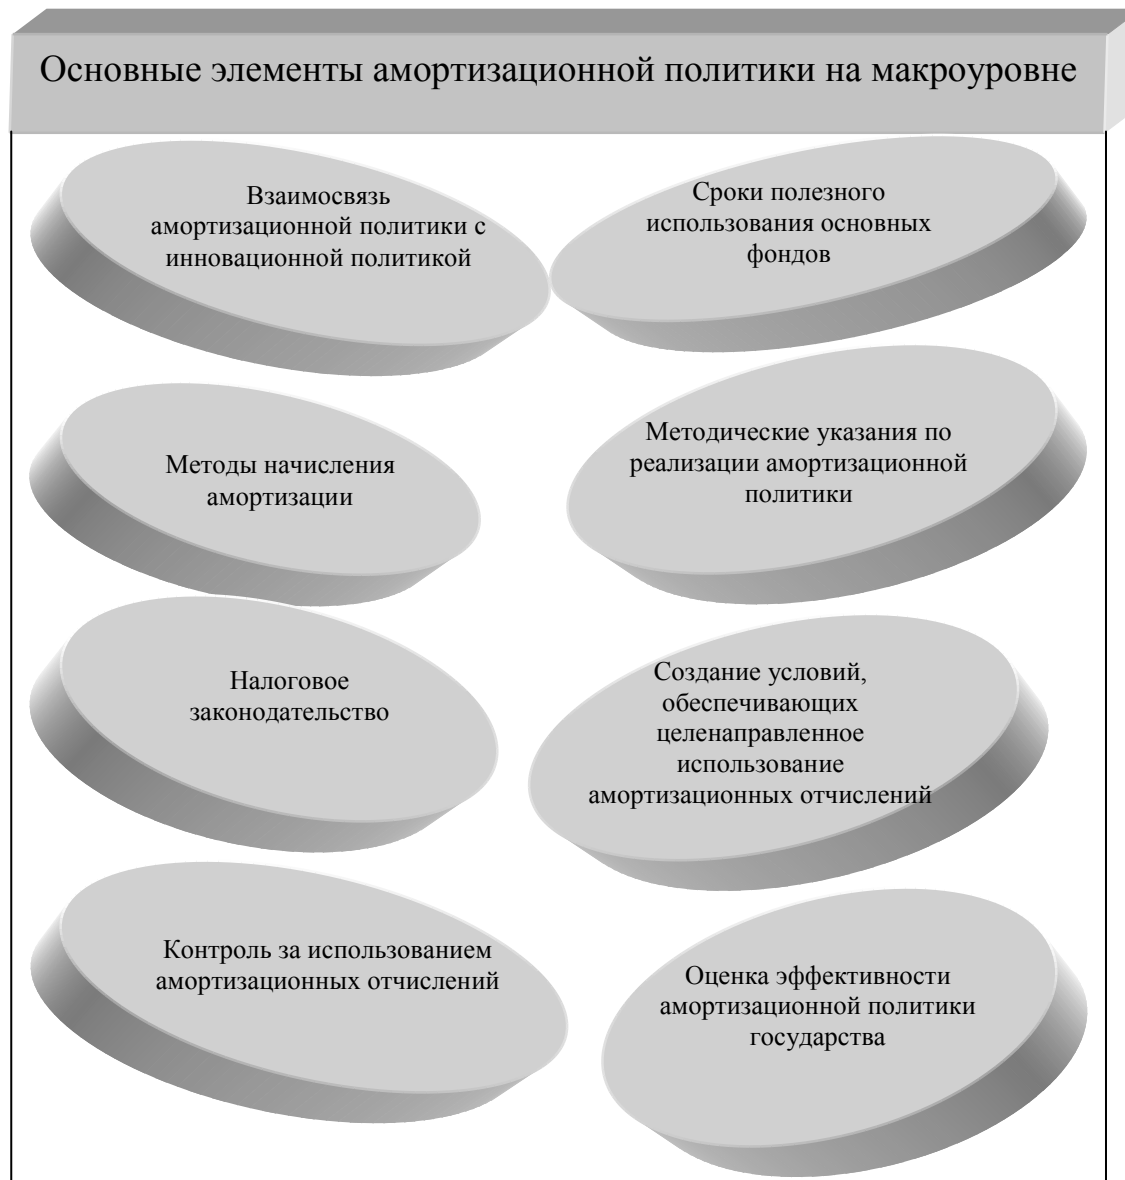 Основные элементы амортизационной политики на макроуровне
Взаимосвязь
амортизационной политики с
инновационной политикой
Сроки полезного
использования основных
фондов
Методы начисления
амортизации
Методические указания по
реализации амортизационной
политики
Налоговое
законодательство
Создание условий,
обеспечивающих
целенаправленное
использование
амортизационных отчислений
Контроль за использованием
амортизационных отчислений
Оценка эффективности
амортизационной политики
государства